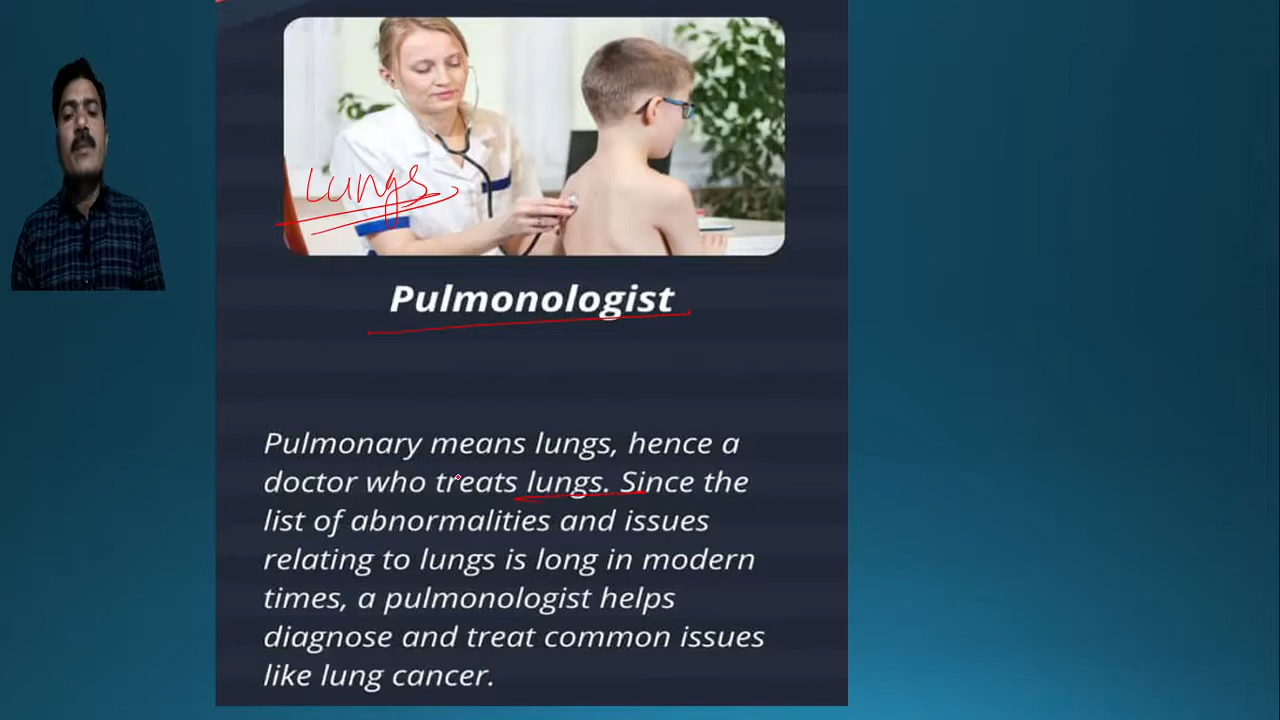 Lungs
Pulmonologist
Pulmonary means lungs, hence a
doctor who treats lungs. Since the
list of abnormalities and issues
relating to lungs is long in modern
times, a pulmonologist helps
diagnose and treat common issues
like lung cancer.